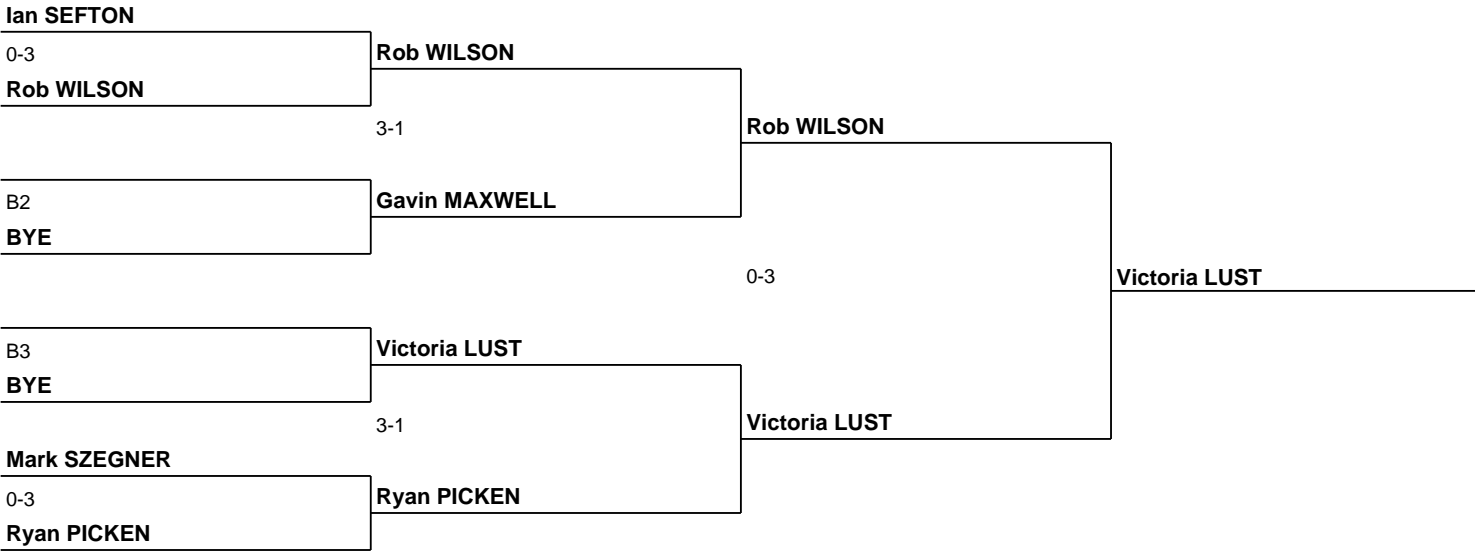 Ian SEFTON
0-3
Rob WILSON
Rob WILSON
3-1
Rob WILSON
B2
Gavin MAXWELL
BYE
0-3
Victoria LUST
B3
Victoria LUST
BYE
3-1
Victoria LUST
Mark SZEGNER
0-3
Ryan PICKEN
Ryan PICKEN